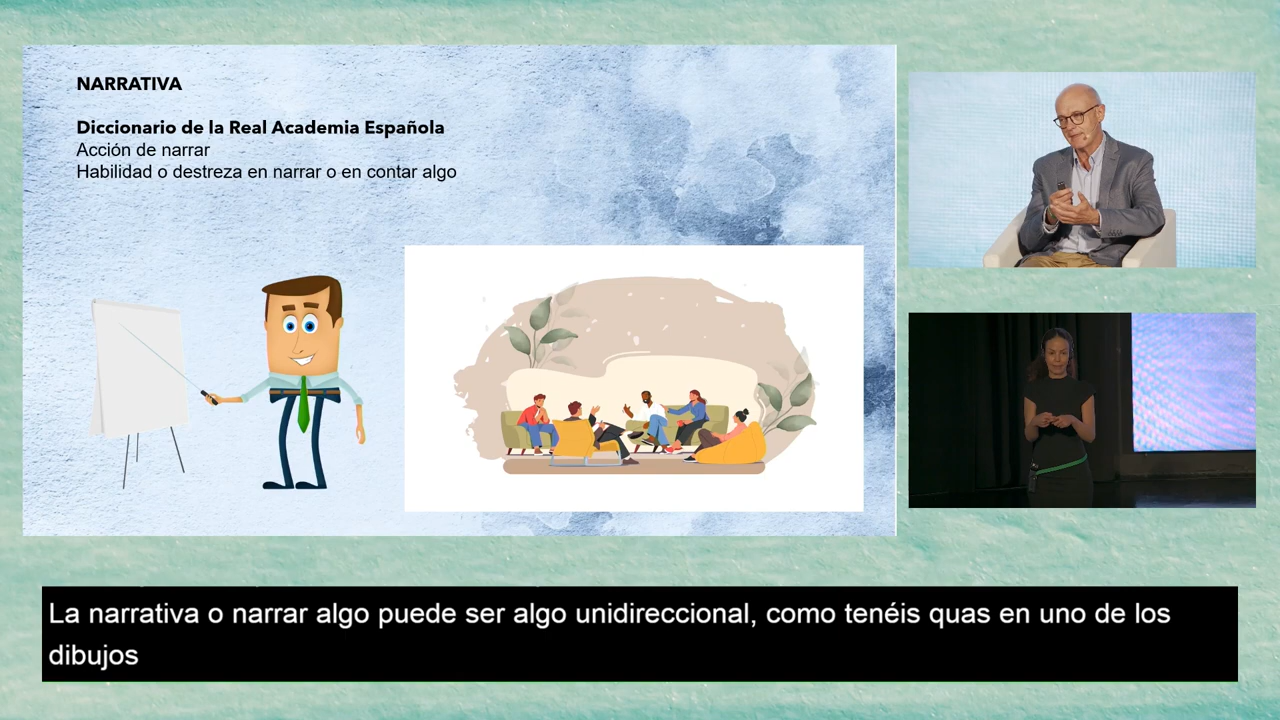 NARRATIVA
Diccionario de la Real Academia Española
Acción de narrar
Habilidad o destreza en narrar o en contar algo
La narrativa o narrar algo puede ser algo unidireccional, como tenéis quas en uno de los
dibujos